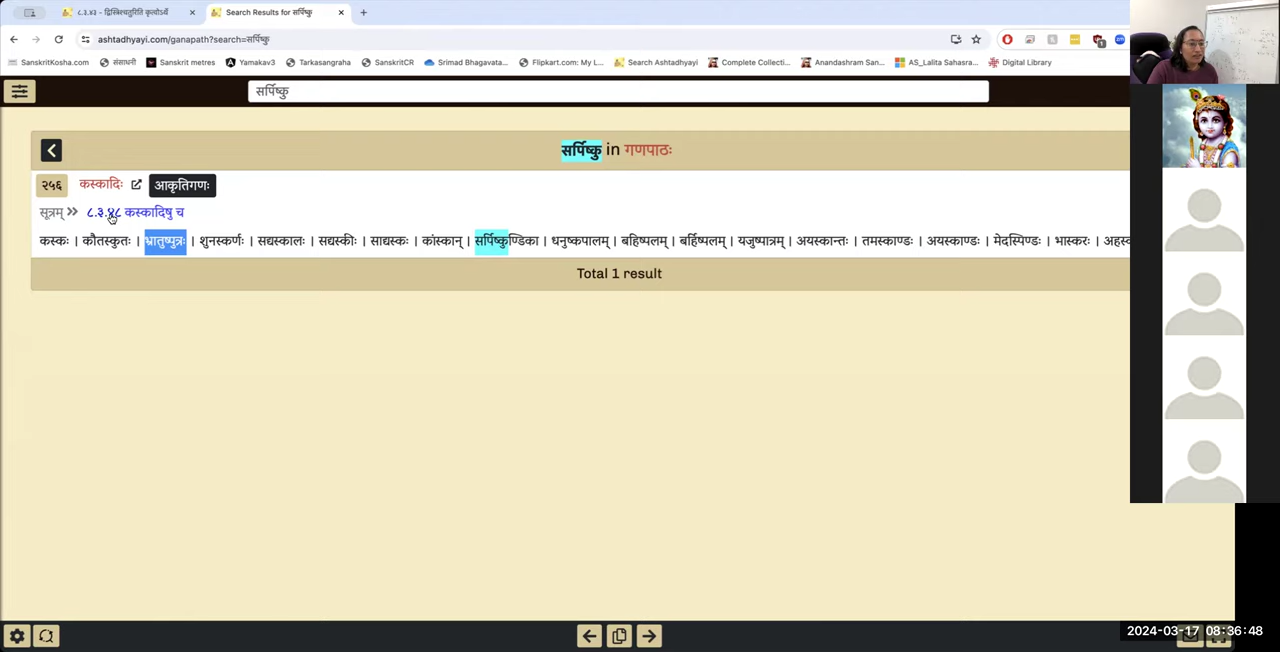 ८.३.४३ - द्विस्त्रिश्चतुरिति कृत्वोऽर्थे
Search Results for सर्पिष्कु
ashtadhyayi.com/ganapath?search=सर्पिष्कु
SanskritKosha.com
संसाधनी
Sanskrit metres
Yamakav3
Tarkasangraha
SanskritCR
Srimad Bhagavata...
Flipkart.com: My L...
Search Ashtadhyayi
Complete Collecti...
Anandashram San...
AS_Lalita Sahasra...
Digital Library
सर्पिष्कु
सर्पिष्कु in गणपाठः
२५६ कस्कादिः आकृतिगणः
सूत्रम् >> ८.३.४८ कस्कादिषु च
कस्कः | कौतस्कुतः | भ्रातुष्पुत्रः | शुनस्कर्णः | सद्यस्कालः | सद्यस्कीः | साद्यस्कः | कांस्कान् | सर्पिष्कुण्डिका | धनुष्कपालम् | बहिष्पलम् | बर्हिष्पलम् | यजुष्पात्रम् | अयस्कान्तः | तमस्काण्डः | अयस्काण्डः | मेदस्पिण्डः | भास्करः |
Total 1 result
2024-03-17 08:36:48